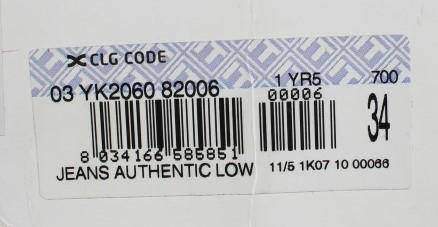 CLG CODE
03 YK2060 82006 1 YR5 700
00006
34
8 034166 585851
JEANS AUTHENTIC LOW 11/5 1K07 10 00066